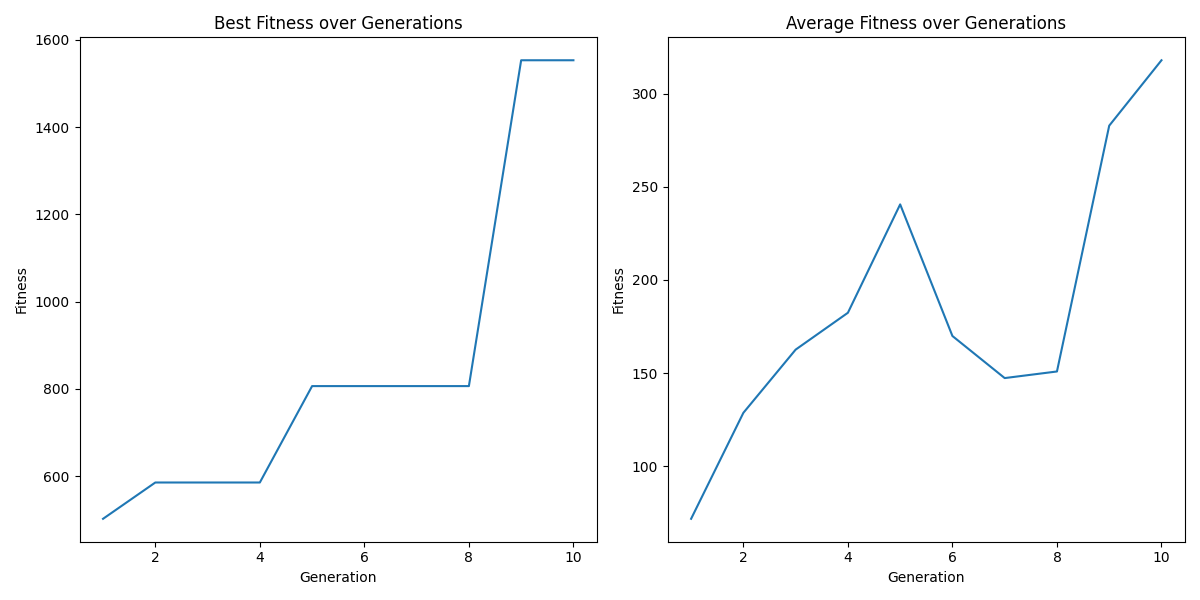 Best Fitness over Generations
1600
1400
1200
1000
800
600
Fitness
2 4 6 8 10
Generation
Average Fitness over Generations
300
250
200
150
100
Fitness
2 4 6 8 10
Generation